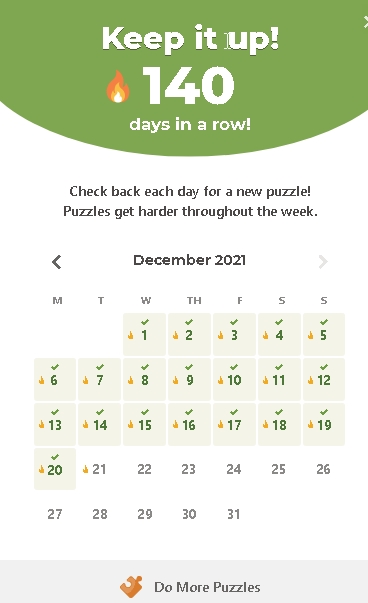 Keep it up!
140
days in a row!
Check back each day for a new puzzle!
Puzzles get harder throughout the week.
December 2021
M T W TH F S S
1 2 3 4 5
6 7 8 9 10 11 12
13 14 15 16 17 18 19
20 21 22 23 24 25 26
27 28 29 30 31
Do More Puzzles